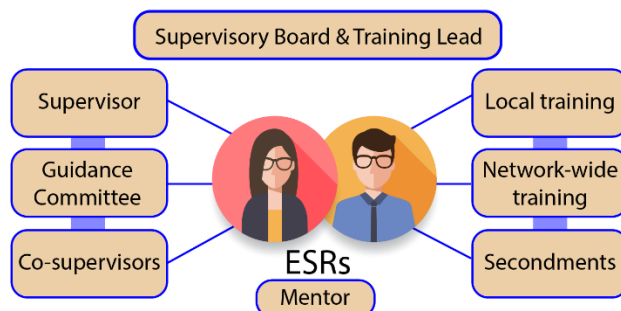 Supervisory Board & Training Lead
Supervisor
Guidance
Committee
Co-supervisors
Local training
Network-wide
training
Secondments
ESRs
Mentor